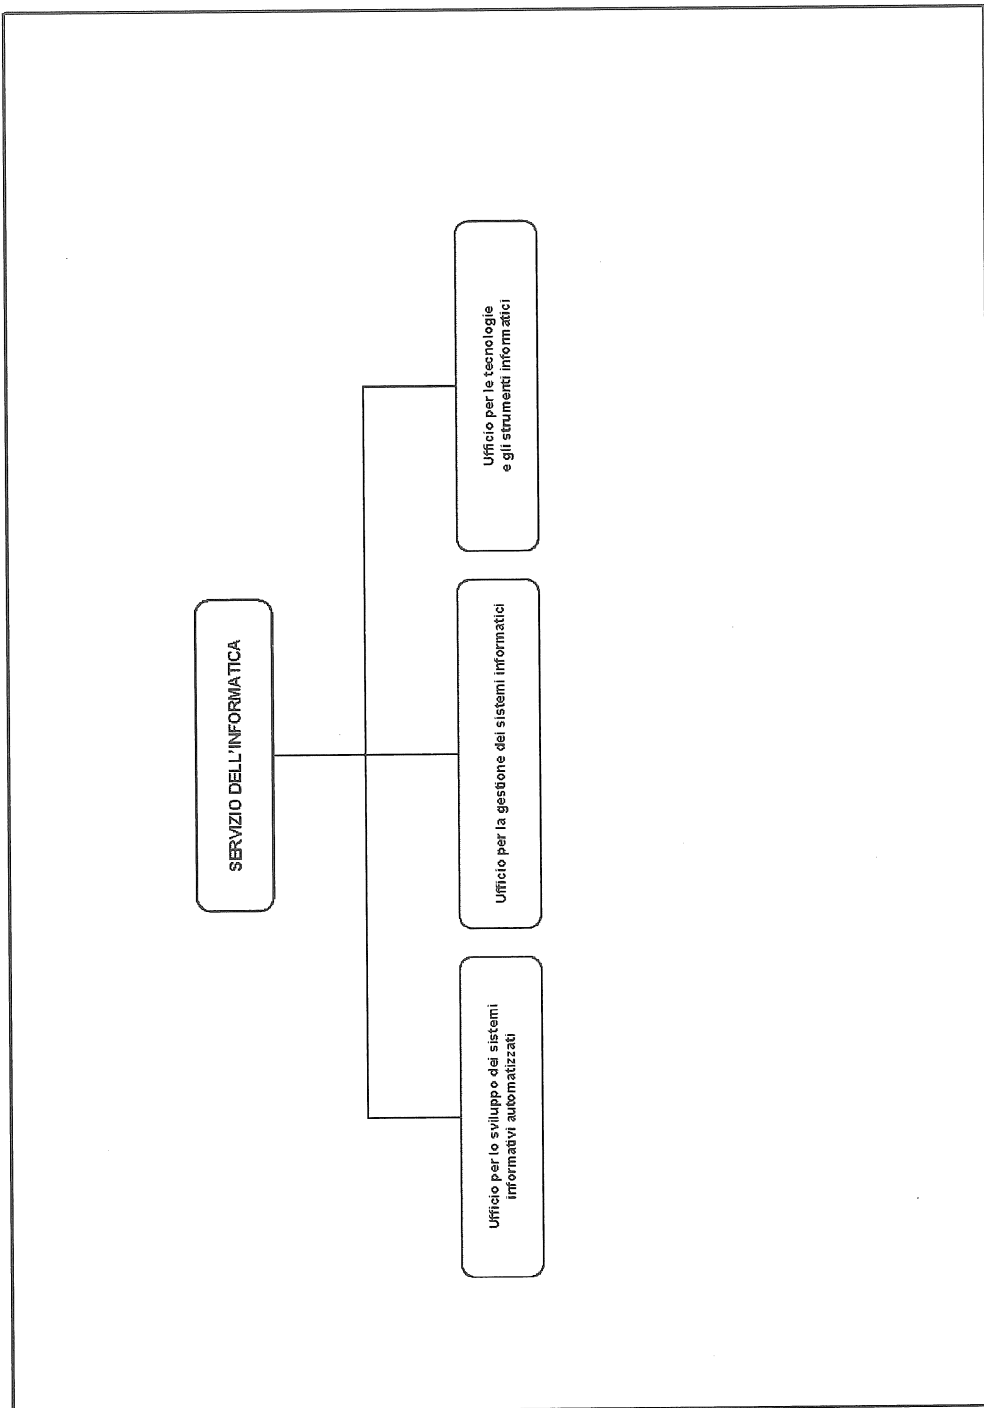 SERVIZIO DELL'INFORMATICA
Ufficio per lo sviluppo dei sistemi
informativi automatizzati
Ufficio per la gestione dei sistemi informatici
Ufficio per le tecnologie
e gli strumenti informatici